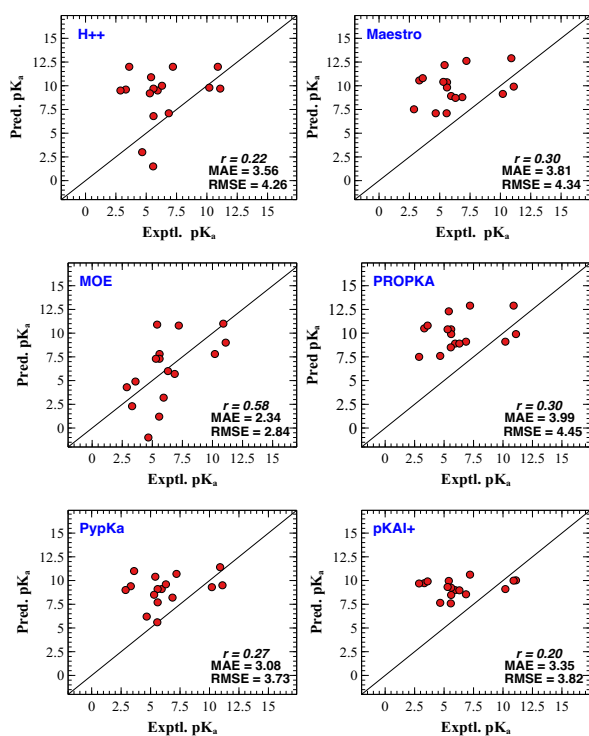 H++
Pred. pKₐ
15
12.5
10
7.5
5
2.5
0
r = 0.22
MAE = 3.56
RMSE = 4.26
0 2.5 5 7.5 10 12.5 15
Exptl. pKₐ
Maestro
Pred. pKₐ
15
12.5
10
7.5
5
2.5
0
r = 0.30
MAE = 3.81
RMSE = 4.34
0 2.5 5 7.5 10 12.5 15
Exptl. pKₐ
MOE
Pred. pKₐ
15
12.5
10
7.5
5
2.5
0
r = 0.58
MAE = 2.34
RMSE = 2.84
0 2.5 5 7.5 10 12.5 15
Exptl. pKₐ
PROPKA
Pred. pKₐ
15
12.5
10
7.5
5
2.5
0
r = 0.30
MAE = 3.99
RMSE = 4.45
0 2.5 5 7.5 10 12.5 15
Exptl. pKₐ
PypKa
Pred. pKₐ
15
12.5
10
7.5
5
2.5
0
r = 0.27
MAE = 3.08
RMSE = 3.73
0 2.5 5 7.5 10 12.5 15
Exptl. pKₐ
pKAI+
Pred. pKₐ
15
12.5
10
7.5
5
2.5
0
r = 0.20
MAE = 3.35
RMSE = 3.82
0 2.5 5 7.5 10 12.5 15
Exptl. pKₐ